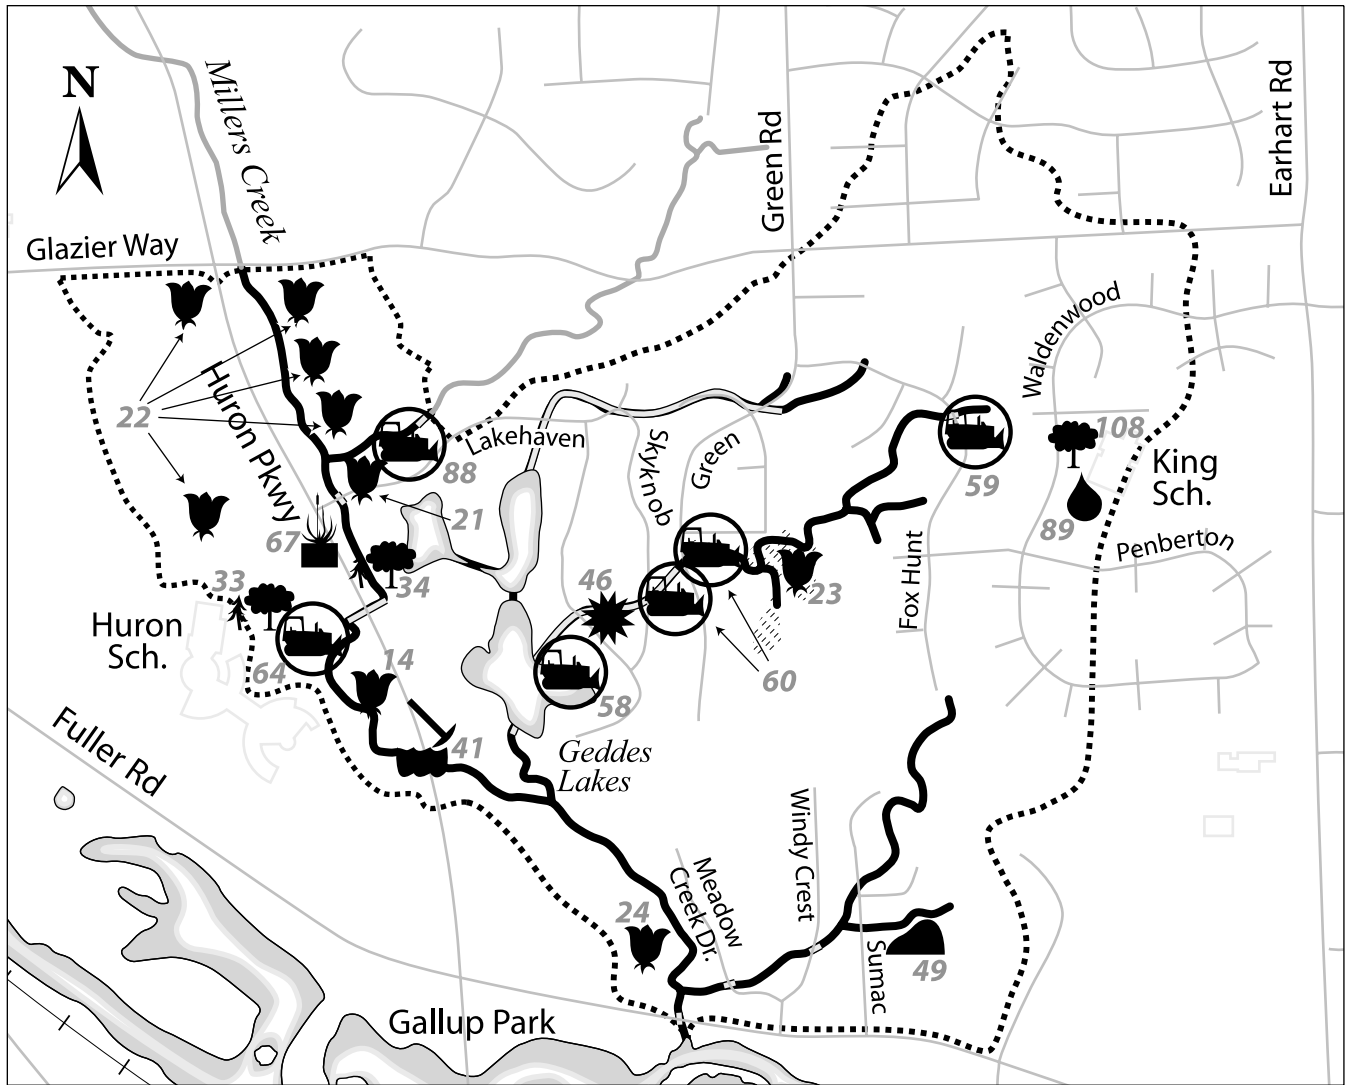 N
Millers Creek
Glazier Way
Green Rd
Earhart Rd
Waldenwood
22
Huron Pkwy
Lakehaven
88
Skyknob
Green
108
King
Sch.
59
89
Penberton
21
67
34
33
46
23
Fox Hunt
Huron
Sch.
64
14
60
58
41
Geddes
Lakes
Fuller Rd
Windy Crest
Meadow
Creek Dr.
24
Sumac
49
Gallup Park